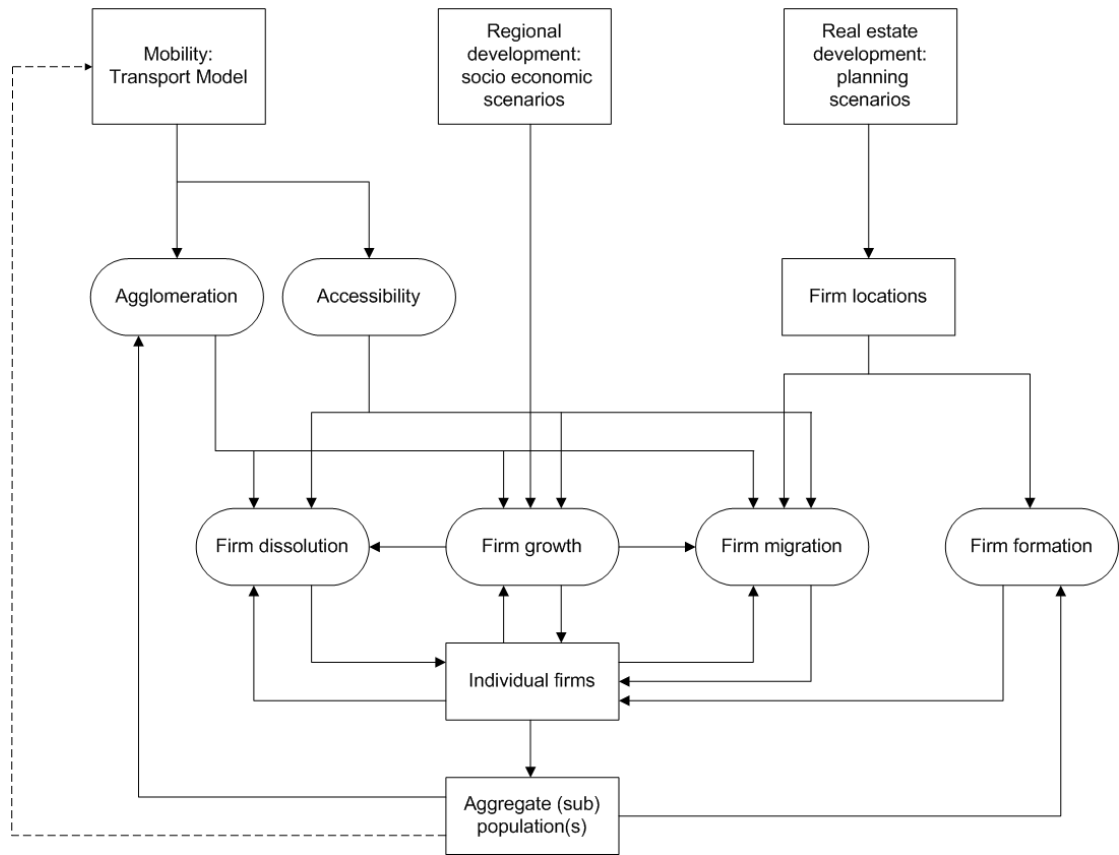 Mobility:
Transport Model
Regional
development:
socio economic
scenarios
Real estate
development:
planning
scenarios
Agglomeration
Accessibility
Firm locations
Firm dissolution
Firm growth
Firm migration
Firm formation
Individual firms
Aggregate (sub)
population(s)